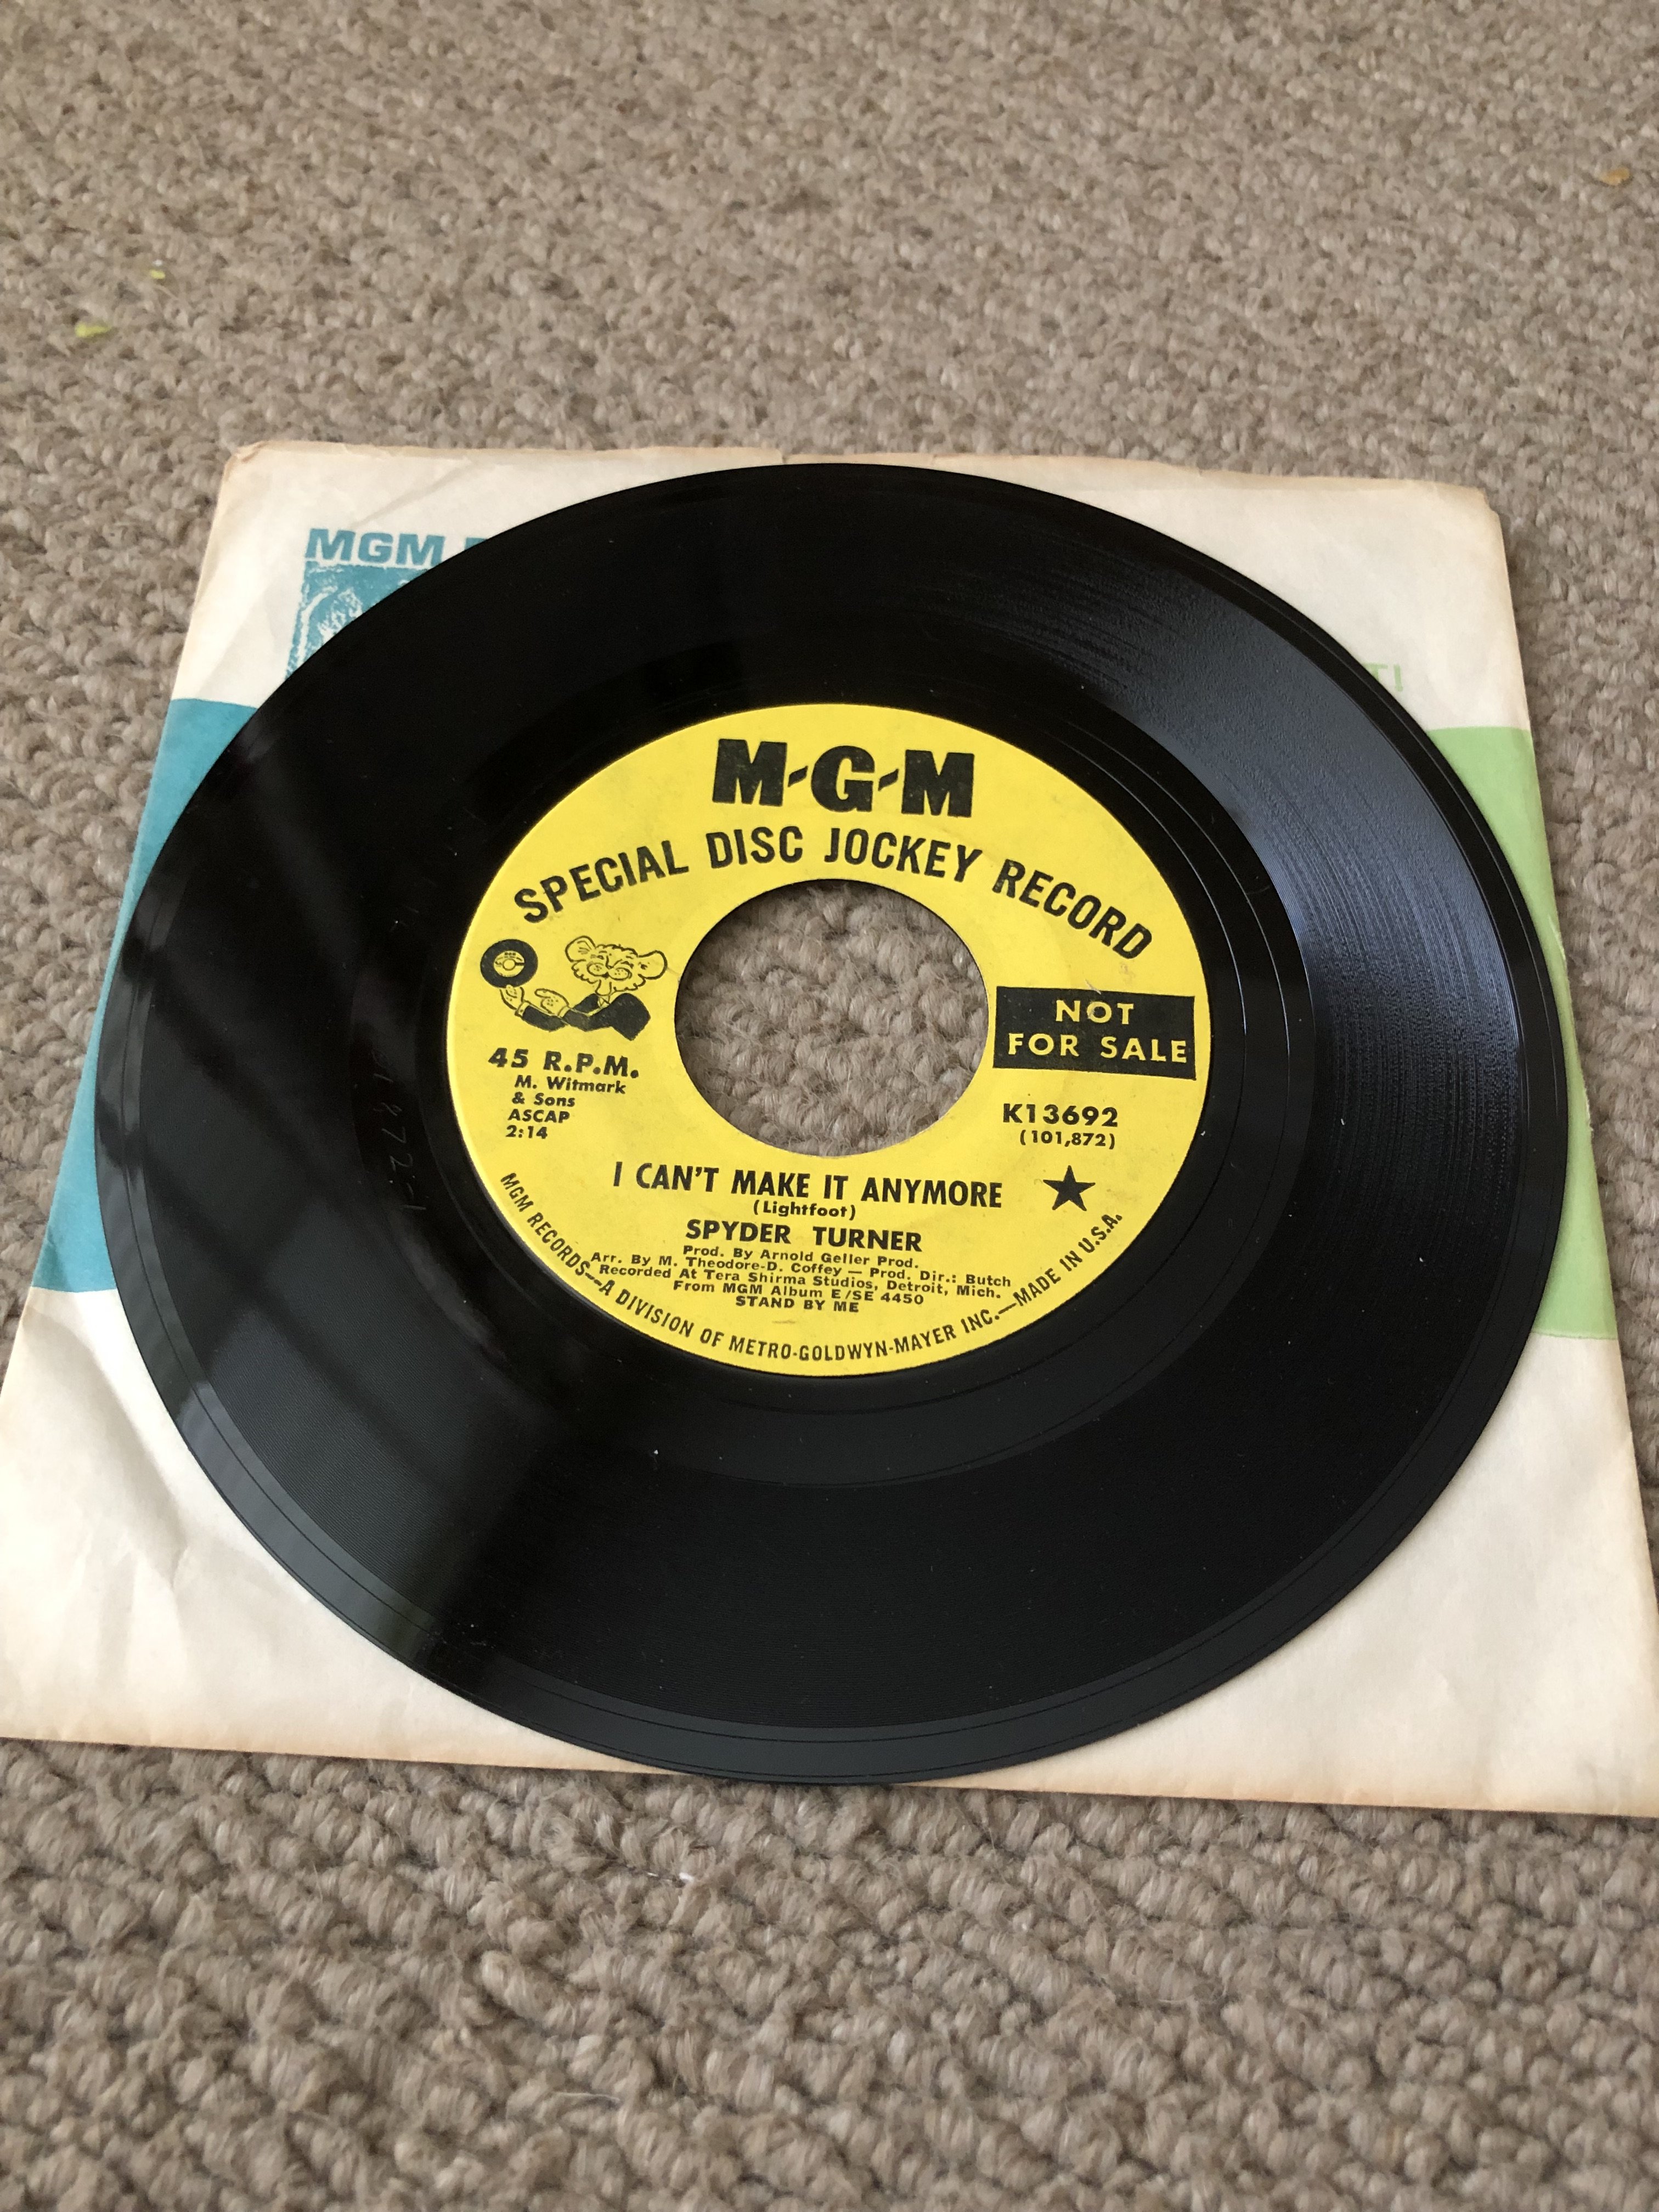 MGM
M-G-M
SPECIAL DISC JOCKEY RECORD
NOT
FOR SALE
45 R.P.M.
M. Witmark
& Sons
ASCAP
2:14
K13692
(101,872)
I CAN'T MAKE IT ANYMORE
(Lightfoot)
SPYDER TURNER
Prod. By Arnold Geller Prod.
Arr. By M. Theodore-D. Coffey — Prod. Dir.: Butch
Recorded At Tera Shirma Studios, Detroit, Mich.
From MGM Album E/SE 4450
STAND BY ME
MGM RECORDS—A DIVISION OF METRO-GOLDWYN-MAYER INC.—MADE IN U.S.A.